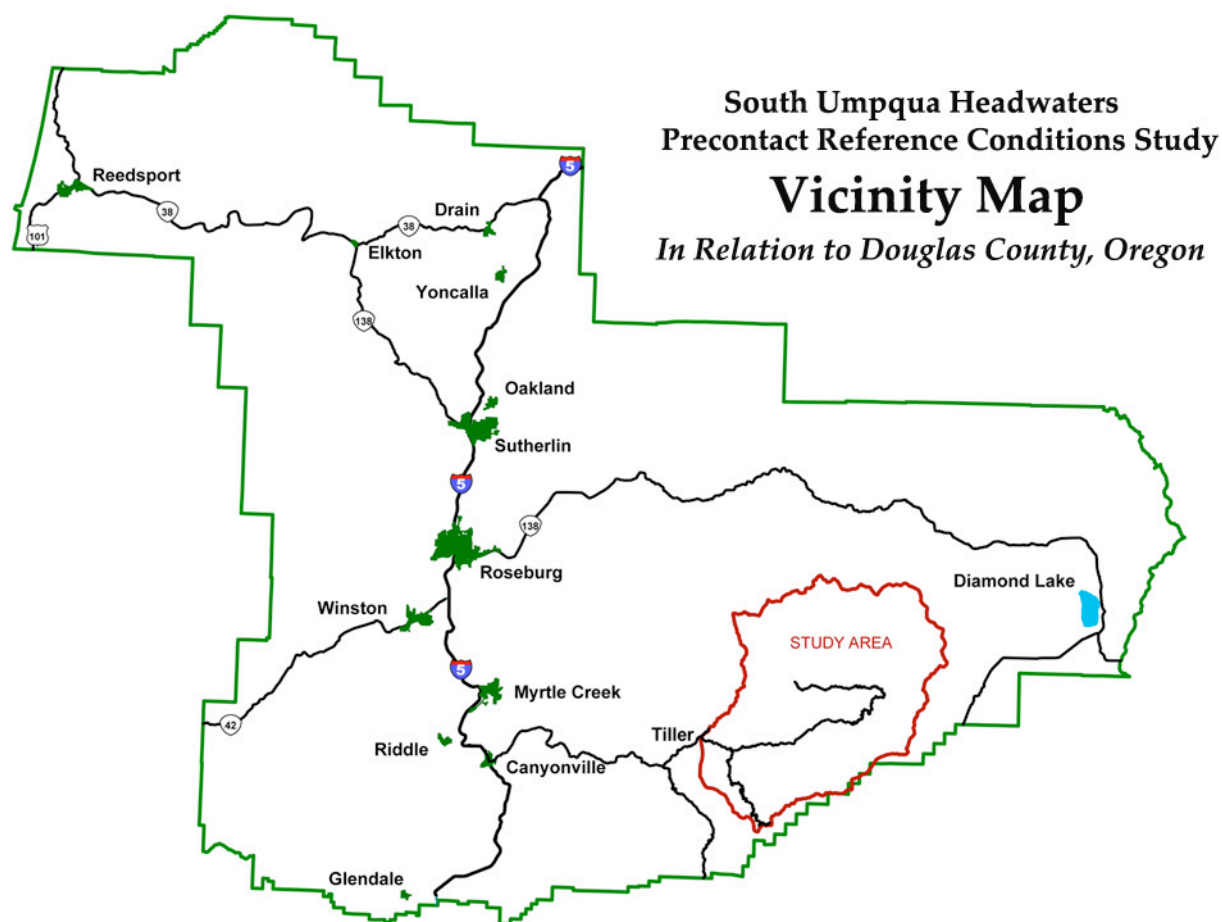 South Umpqua Headwaters
Precontact Reference Conditions Study
Vicinity Map
In Relation to Douglas County, Oregon
5
Reedsport
38
101
Drain
38
Elkton
Yoncalla
138
Oakland
Sutherlin
5
138
Roseburg
Diamond Lake
Winston
STUDY AREA
5
Myrtle Creek
42
Tiller
Riddle
Canyonville
Glendale